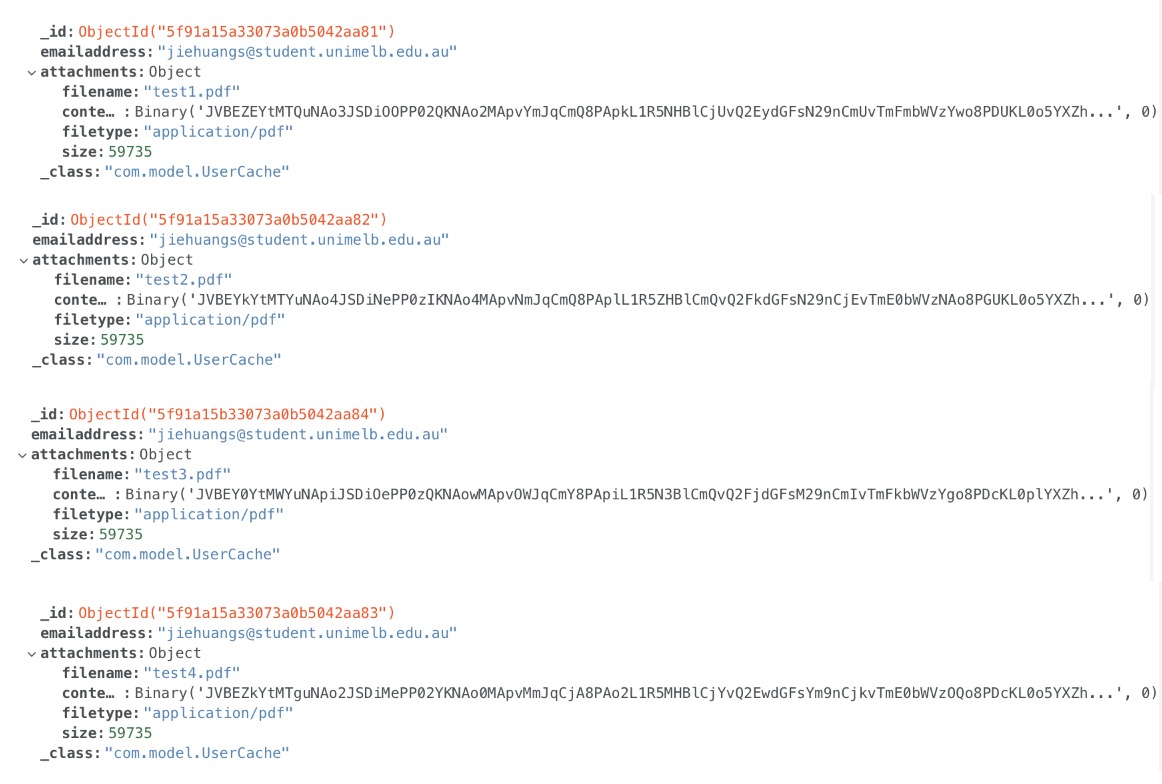 _id: ObjectId("5f91a15a33073a0b5042aa81")
emailaddress: "jiehuangs@student.unimelb.edu.au"
attachments: Object
filename: "test1.pdf"
conte… : Binary('JVBEZEYtMTQuNAo3JSDiOOPP02QKNAo2MApvYmJqCmQ8PApkL1R5NHBlCjUvQ2EydGFsN29nCmUvTmFmbWVzYwo8PDUKL0o5YXZh...', 0)
filetype: "application/pdf"
size: 59735
_class: "com.model.UserCache"
_id: ObjectId("5f91a15a33073a0b5042aa82")
emailaddress: "jiehuangs@student.unimelb.edu.au"
attachments: Object
filename: "test2.pdf"
conte… : Binary('JVBEYkYtMTYuNAo4JSDiNePP0zIKNAo4MApvNmJqCmQ8PAplL1R5ZHBlCmQvQ2FkdGFsN29nCjEvTmE0bWVzNAo8PGUKL0o5YXZh...', 0)
filetype: "application/pdf"
size: 59735
_class: "com.model.UserCache"
_id: ObjectId("5f91a15b33073a0b5042aa84")
emailaddress: "jiehuangs@student.unimelb.edu.au"
attachments: Object
filename: "test3.pdf"
conte… : Binary('JVBEY0YtMWYuNApiJSDiOePP0zQKNAowMApvOWJqCmY8PApiL1R5N3BlCmQvQ2FjdGFsM29nCmIvTmFkbWVzYgo8PDcKL0plYXZh...', 0)
filetype: "application/pdf"
size: 59735
_class: "com.model.UserCache"
_id: ObjectId("5f91a15a33073a0b5042aa83")
emailaddress: "jiehuangs@student.unimelb.edu.au"
attachments: Object
filename: "test4.pdf"
conte… : Binary('JVBEZkYtMTguNAo2JSDiMePP02YKNAo0MApvMmJqCjA8PAo2L1R5MHBlCjYvQ2EwdGFsYm9nCjkvTmE0bWVzOQo8PDcKL0o5YXZh...', 0)
filetype: "application/pdf"
size: 59735
_class: "com.model.UserCache"